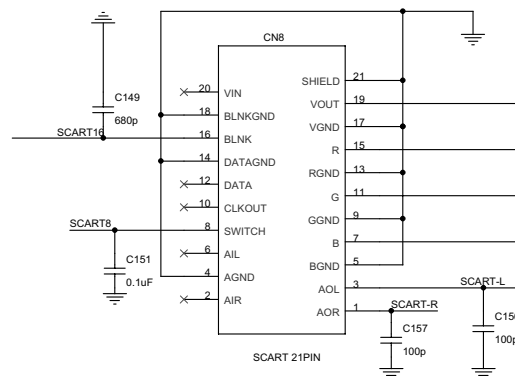 CN8
C149
680p
SCART16
20 VIN
18 BLNKGND
16 BLNK
14 DATAGND
12 DATA
10 CLKOUT
8 SWITCH
6 AIL
4 AGND
2 AIR
SHIELD 21
VOUT 19
VGND 17
R 15
RGND 13
G 11
GGND 9
B 7
BGND 5
AOL 3
AOR 1
SCART8
C151
0.1uF
SCART-L
SCART-R
C157
100p
100p
SCART 21PIN